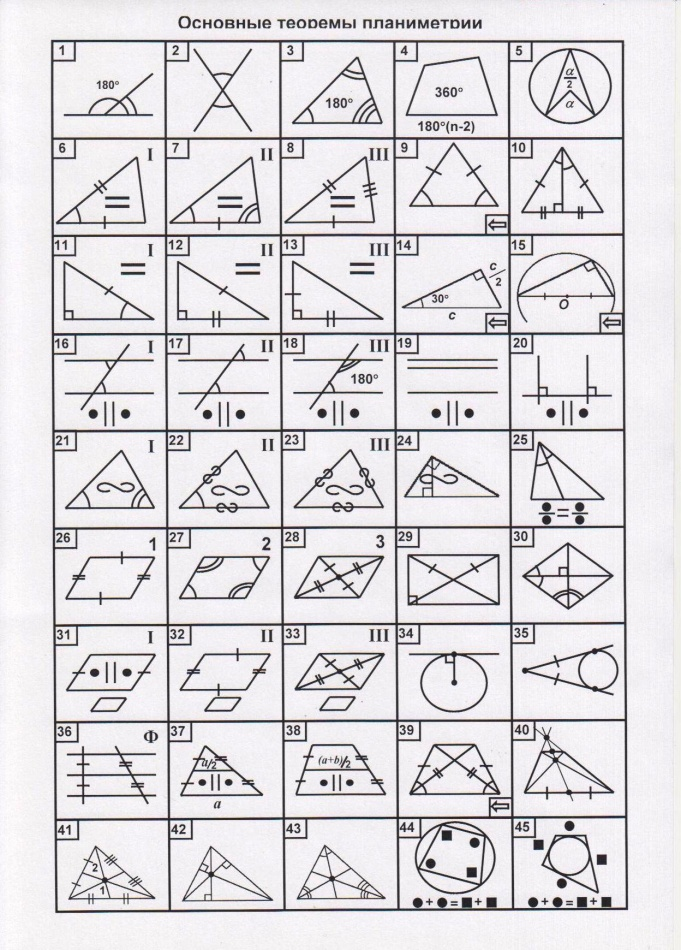 Основные теоремы планиметрии
1 2 3 4 5
180° 180° 360° α/2 α
180°(n-2)
6 I 7 II 8 III 9 10
11 I 12 II 13 III 14 15
30° c/2 c O
16 I 17 II 18 III 19 20
180°
21 I 22 II 23 III 24 25
26 1 27 2 28 3 29 30
31 I 32 II 33 III 34 35
36 Ф 37 38 39 40
a/2 (a+b)/2
a
41 42 43 44 45
2
1
● + ● = ■ + ■ ● + ● = ■ + ■